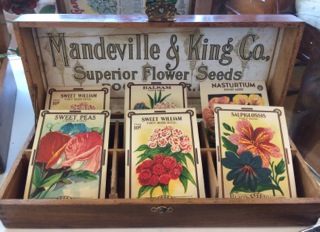 Mandeville & King Co.,
Superior Flower Seeds
SWEET WILLIAM
BALSAM
NASTURTIUM
SWEET PEAS
SWEET WILLIAM
SALPIGLOSSIS